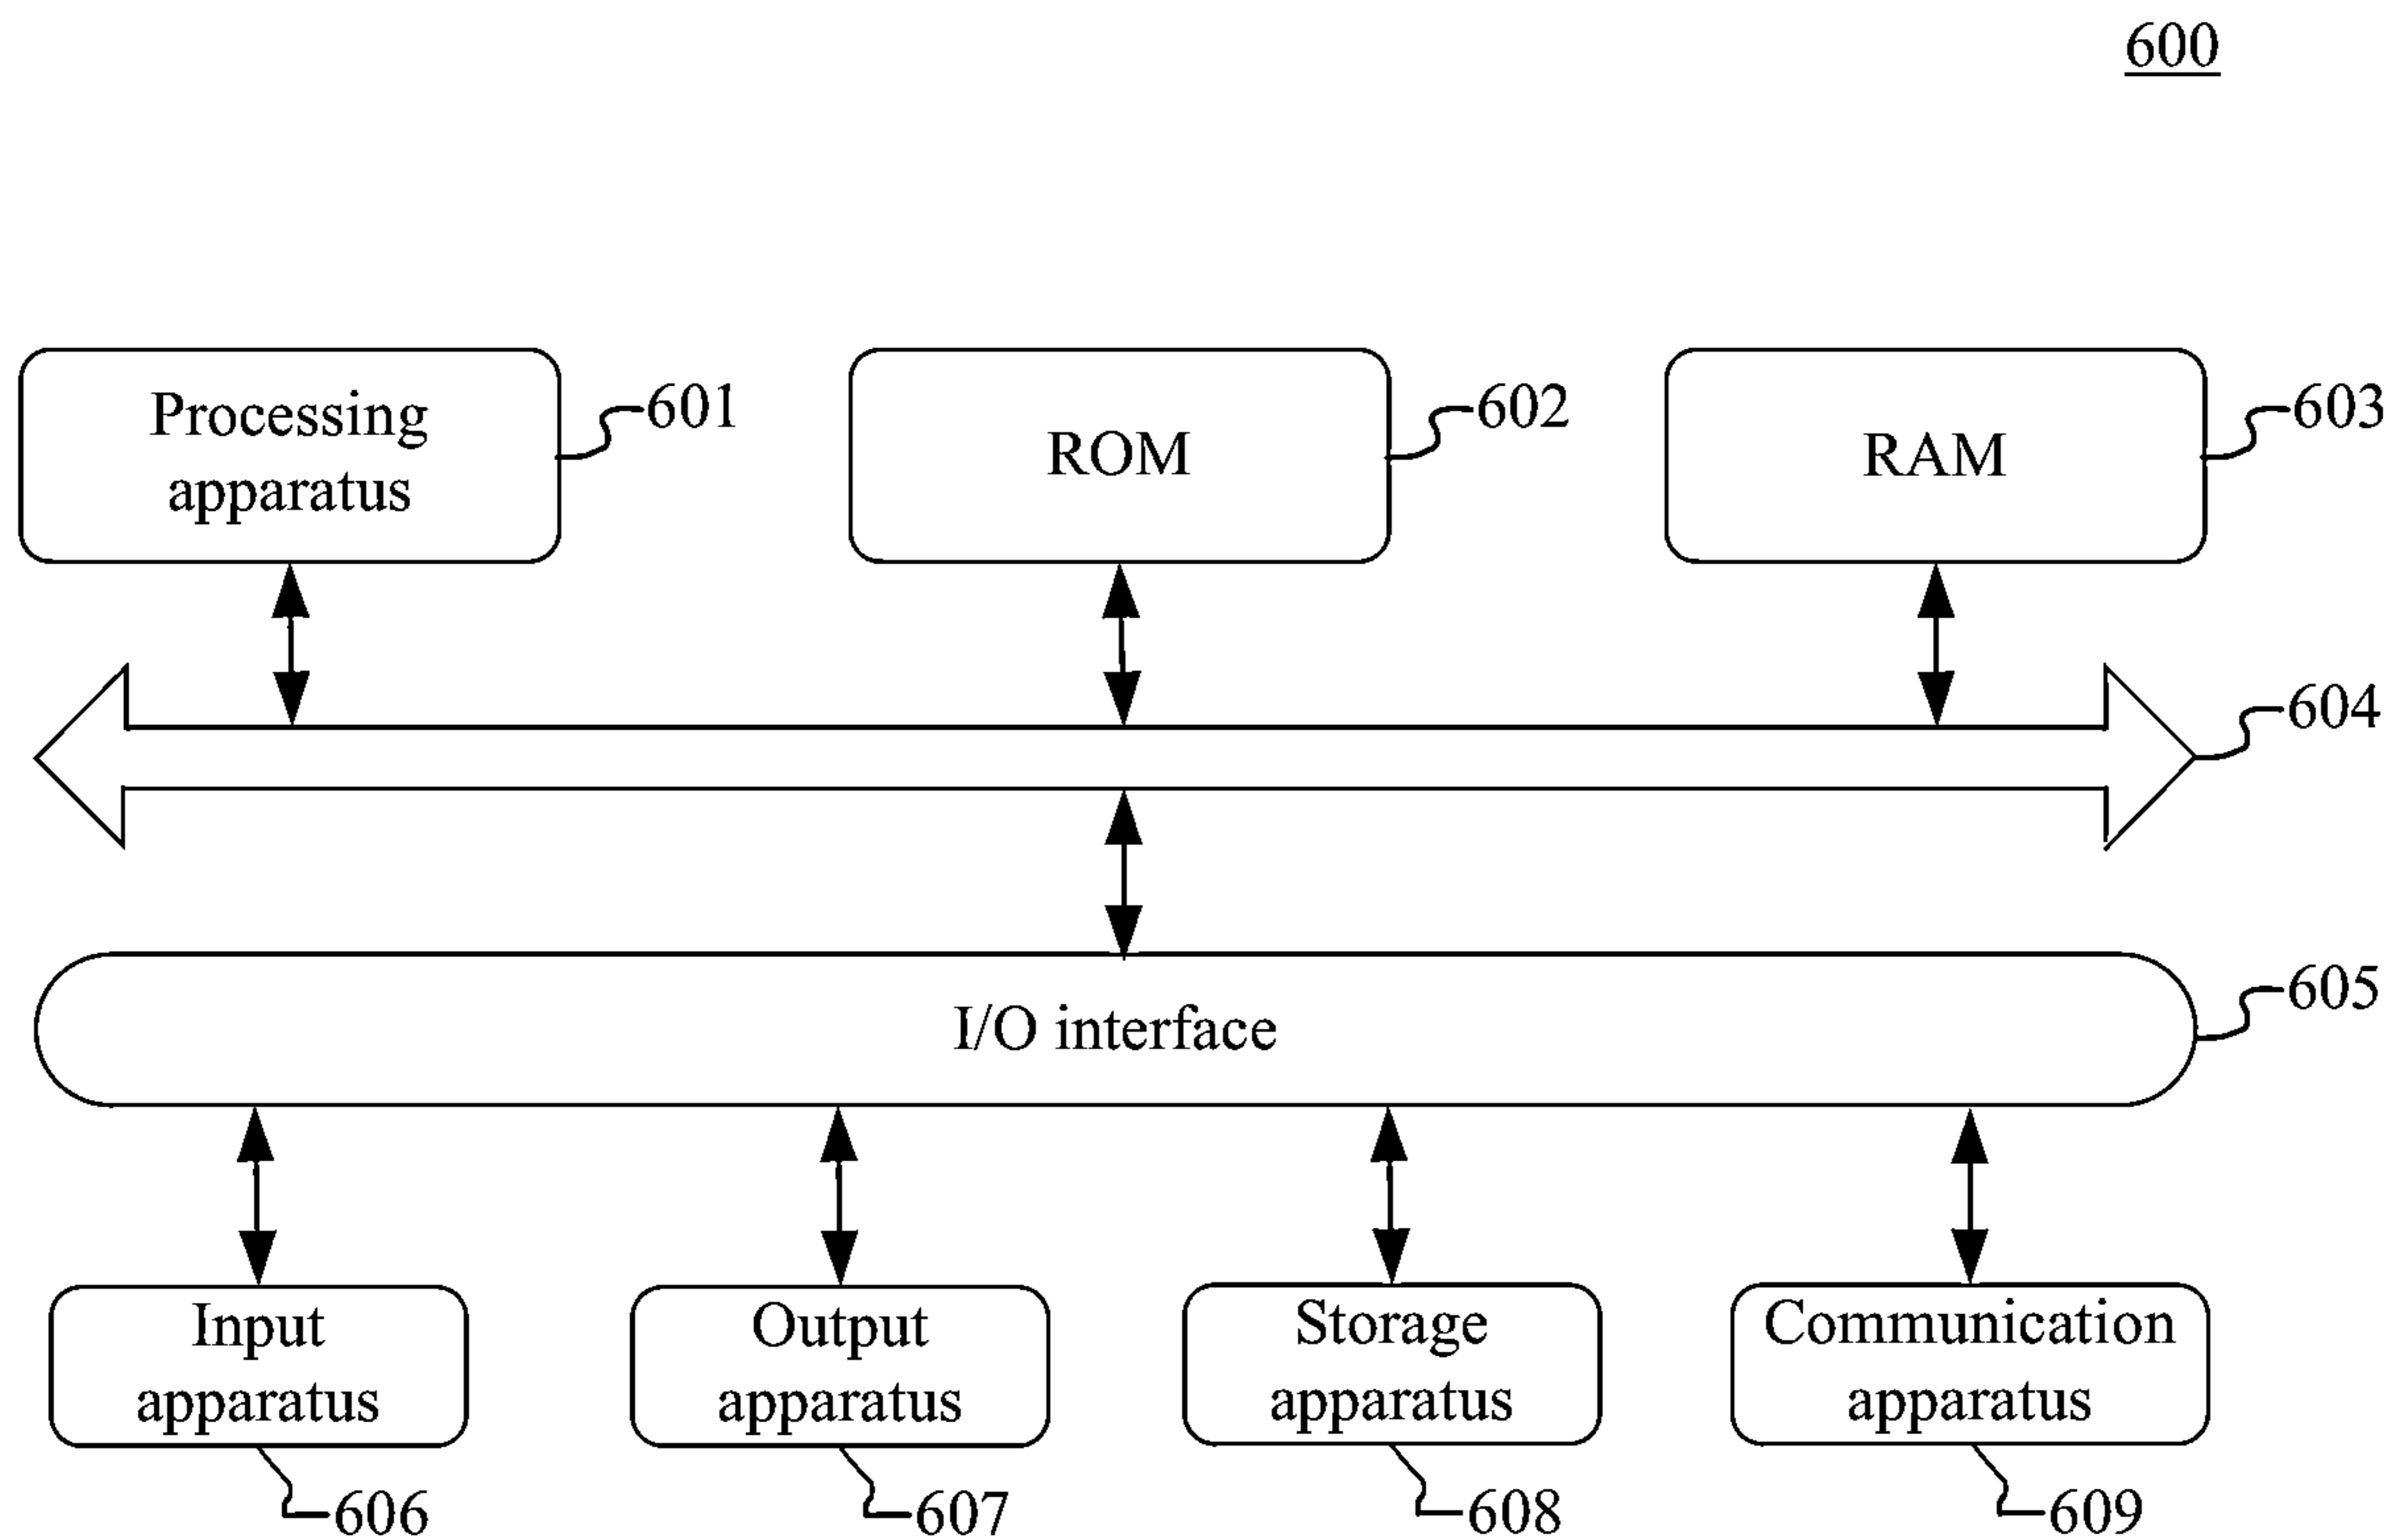 600
Processing
apparatus
601
ROM
602
RAM
603
604
I/O interface
605
Input
apparatus
Output
apparatus
Storage
apparatus
Communication
apparatus
606
607
608
609